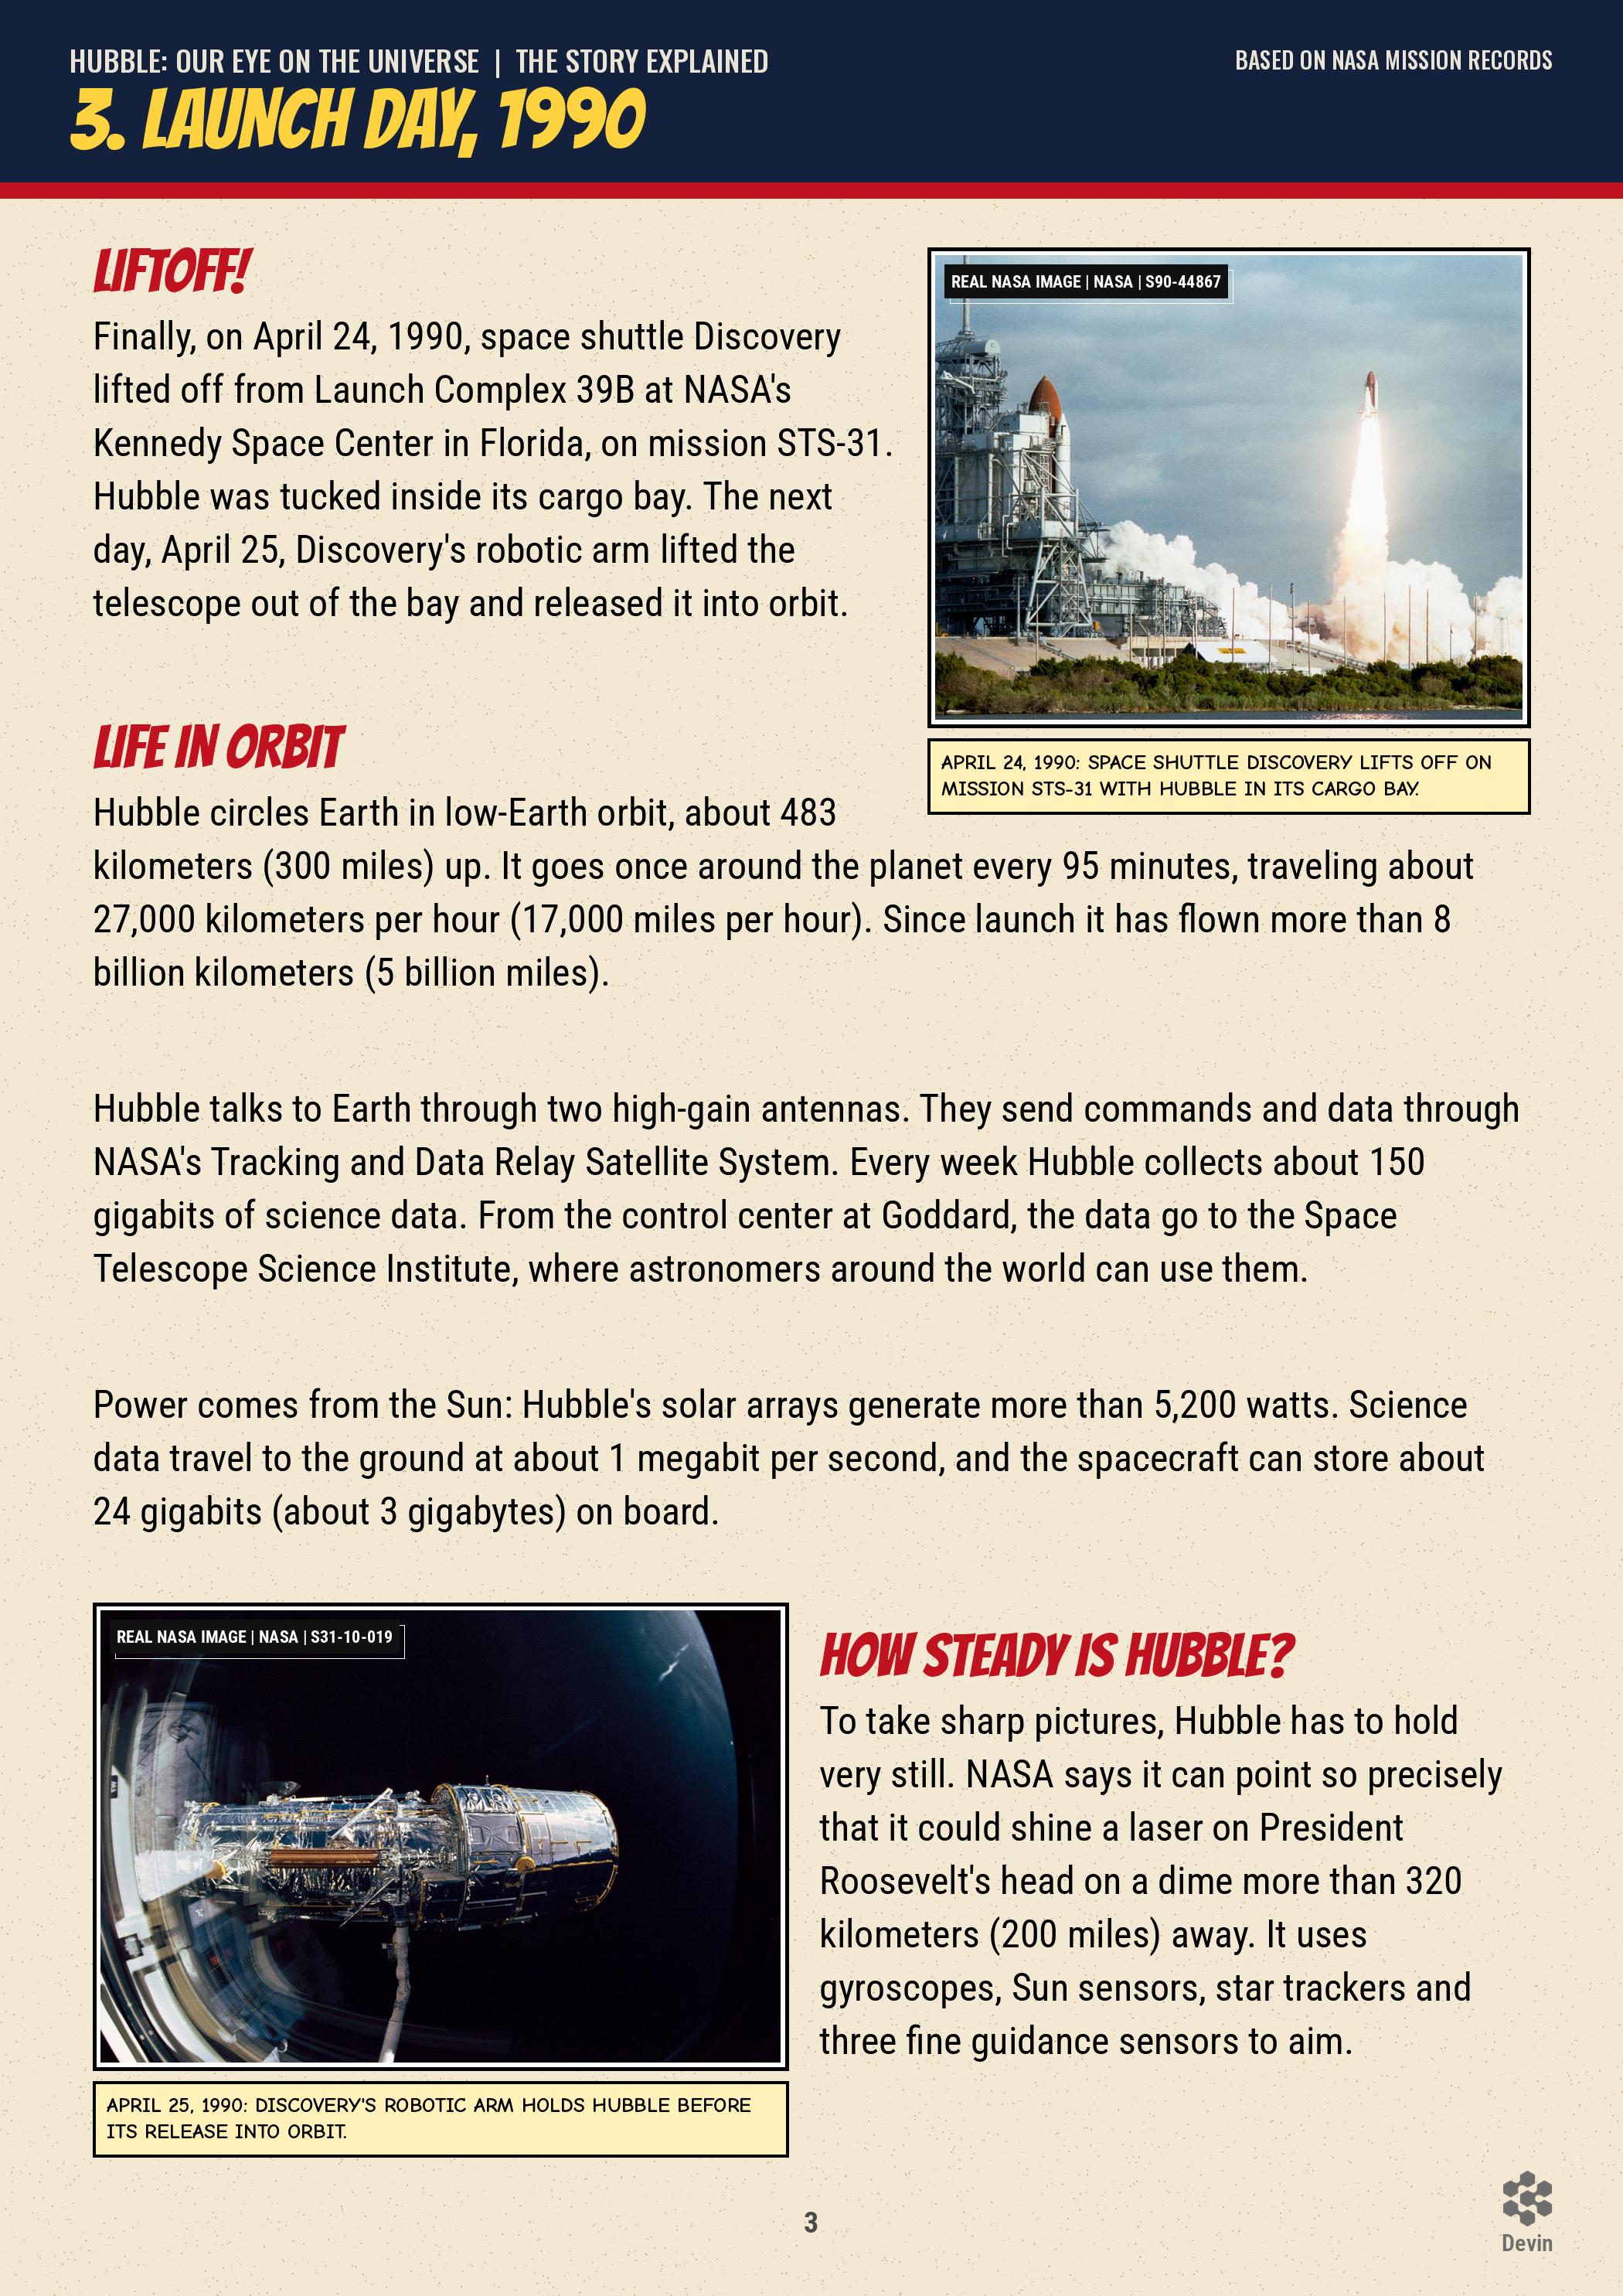 HUBBLE: OUR EYE ON THE UNIVERSE | THE STORY EXPLAINED
BASED ON NASA MISSION RECORDS
3. LAUNCH DAY, 1990
LIFTOFF!
Finally, on April 24, 1990, space shuttle Discovery
lifted off from Launch Complex 39B at NASA's
Kennedy Space Center in Florida, on mission STS-31.
Hubble was tucked inside its cargo bay. The next
day, April 25, Discovery's robotic arm lifted the
telescope out of the bay and released it into orbit.
REAL NASA IMAGE | NASA | S90-44867
APRIL 24, 1990: SPACE SHUTTLE DISCOVERY LIFTS OFF ON
MISSION STS-31 WITH HUBBLE IN ITS CARGO BAY.
LIFE IN ORBIT
Hubble circles Earth in low-Earth orbit, about 483
kilometers (300 miles) up. It goes once around the planet every 95 minutes, traveling about
27,000 kilometers per hour (17,000 miles per hour). Since launch it has flown more than 8
billion kilometers (5 billion miles).
Hubble talks to Earth through two high-gain antennas. They send commands and data through
NASA's Tracking and Data Relay Satellite System. Every week Hubble collects about 150
gigabits of science data. From the control center at Goddard, the data go to the Space
Telescope Science Institute, where astronomers around the world can use them.
Power comes from the Sun: Hubble's solar arrays generate more than 5,200 watts. Science
data travel to the ground at about 1 megabit per second, and the spacecraft can store about
24 gigabits (about 3 gigabytes) on board.
REAL NASA IMAGE | NASA | S31-10-019
APRIL 25, 1990: DISCOVERY'S ROBOTIC ARM HOLDS HUBBLE BEFORE
ITS RELEASE INTO ORBIT.
HOW STEADY IS HUBBLE?
To take sharp pictures, Hubble has to hold
very still. NASA says it can point so precisely
that it could shine a laser on President
Roosevelt's head on a dime more than 320
kilometers (200 miles) away. It uses
gyroscopes, Sun sensors, star trackers and
three fine guidance sensors to aim.
3
Devin